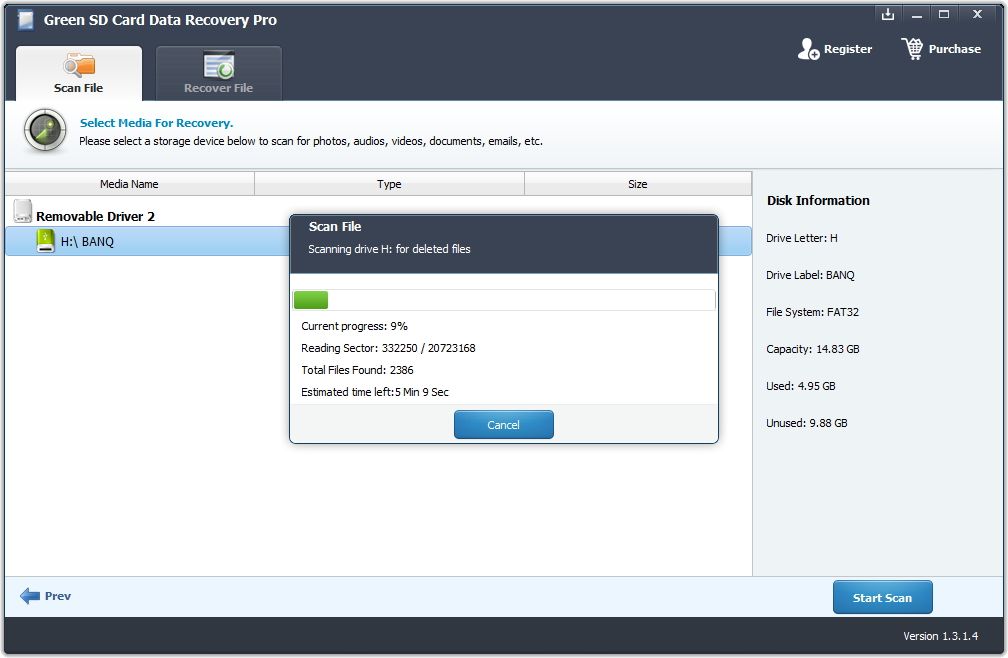 Green SD Card Data Recovery Pro
Register
Purchase
Scan File
Recover File
Select Media For Recovery.
Please select a storage device below to scan for photos, audios, videos, documents, emails, etc.
Media Name
Type
Size
Removable Driver 2
H:\ BANQ
Scan File
Scanning drive H: for deleted files
Current progress: 9%
Reading Sector: 332250 / 20723168
Total Files Found: 2386
Estimated time left:5 Min 9 Sec
Cancel
Disk Information
Drive Letter: H
Drive Label: BANQ
File System: FAT32
Capacity: 14.83 GB
Used: 4.95 GB
Unused: 9.88 GB
Prev
Start Scan
Version 1.3.1.4